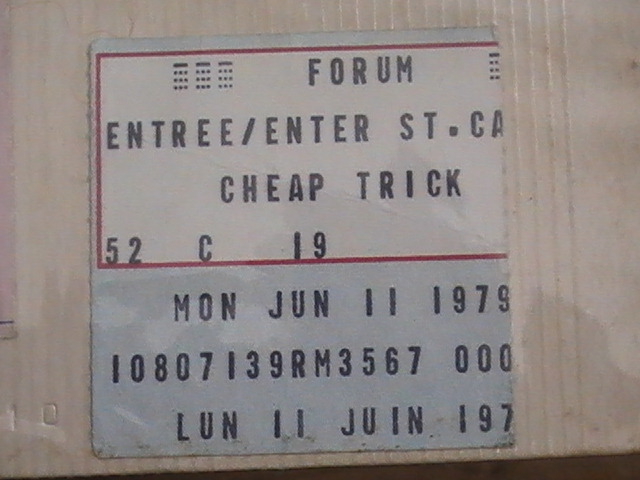 FORUM
ENTREE/ENTER ST.CA
CHEAP TRICK
52 C 19
MON JUN 11 1979
10807139RM3567 000
LUN 11 JUIN 197